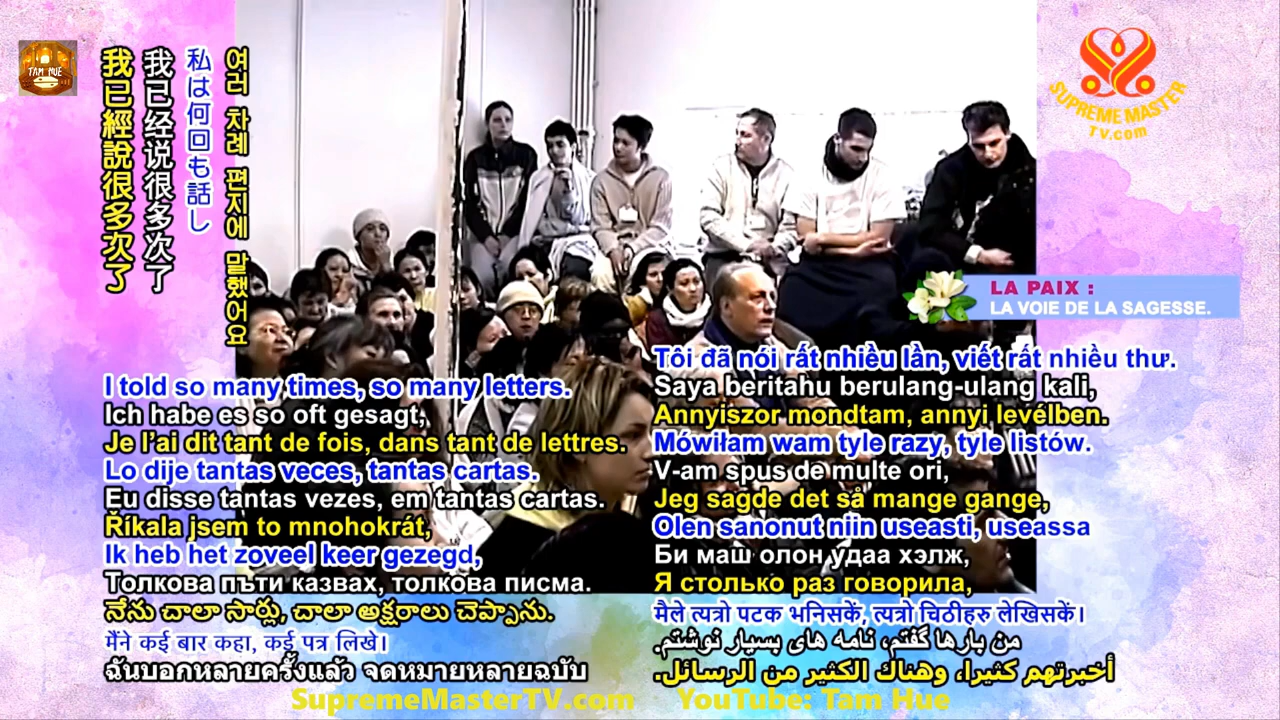 TAM HUE
我已經說很多次了
我已经说很多次了
私は何回も話し
여러 차례 편지에 말했어요
SUPREME MASTER
TV.com
LA PAIX :
LA VOIE DE LA SAGESSE.
I told so many times, so many letters.
Ich habe es so oft gesagt,
Je l'ai dit tant de fois, dans tant de lettres.
Lo dije tantas veces, tantas cartas.
Eu disse tantas vezes, em tantas cartas.
Říkala jsem to mnohokrát,
Ik heb het zoveel keer gezegd,
Толкова пъти казвах, толкова писма.
నేను చాలా సార్లు, చాలా అక్షరాలు చెప్పాను.
मैंने कई बार कहा, कई पत्र लिखे।
ฉันบอกหลายครั้งแล้ว จดหมายหลายฉบับ
Tôi đã nói rất nhiều lần, viết rất nhiều thư.
Saya beritahu berulang-ulang kali,
Annyiszor mondtam, annyi levélben.
Mówiłam wam tyle razy, tyle listów.
V-am spus de multe ori,
Jeg sagde det så mange gange,
Olen sanonut niin useasti, useassa
Би маш олон удаа хэлж,
Я столько раз говорила,
मैले त्यत्रो पटक भनिसकें, त्यत्रो चिठीहरु लेखिसकें।
من بارها گفتم، نامه های بسیار نوشتم.
أخبرتهم كثيرا، وهناك الكثير من الرسائل.
SupremeMasterTV.com YouTube: Tam Hue